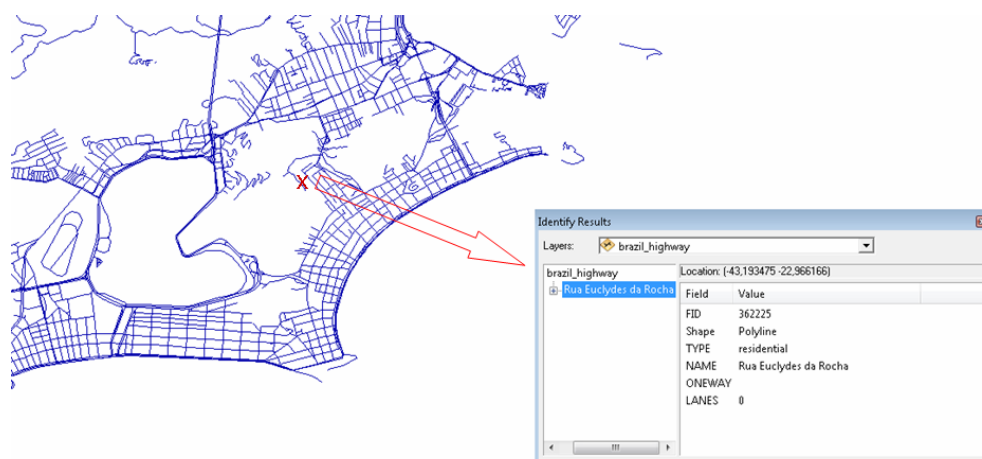 X
Identify Results
Layers: brazil_highway
brazil_highway
Rua Euclydes da Rocha
Location: (-43,193475 -22,966166)
Field Value
FID 362225
Shape Polyline
TYPE residential
NAME Rua Euclydes da Rocha
ONEWAY
LANES 0